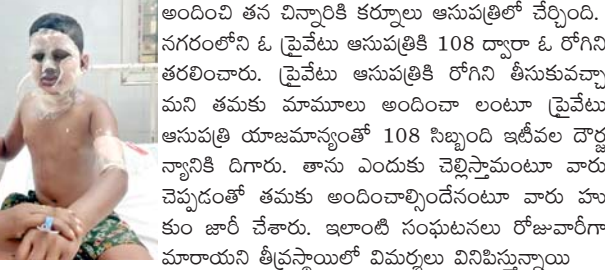 అందించి తన చిన్నారికి కర్నూలు ఆసుపత్రిలో చేర్చింది.
నగరంలోని ఓ ప్రైవేటు ఆసుపత్రికి 108 ద్వారా ఓ రోగిని
తరలించారు. ప్రైవేటు ఆసుపత్రికి రోగిని తీసుకువచ్చా
మని తమకు మామూలు అందించా లంటూ ప్రైవేటు
ఆసుపత్రి యాజమాన్యంతో 108 సిబ్బంది ఇటీవల దౌర్జ
న్యానికి దిగారు. తాను ఎందుకు చెల్లిస్తామంటూ వారు
చెప్పడంతో తమకు అందించాల్సిందేనంటూ వారు హు
కుం జారీ చేశారు. ఇలాంటి సంఘటనలు రోజువారీగా
మారాయని తీవ్రస్థాయిలో విమర్శలు వినిపిస్తున్నాయి